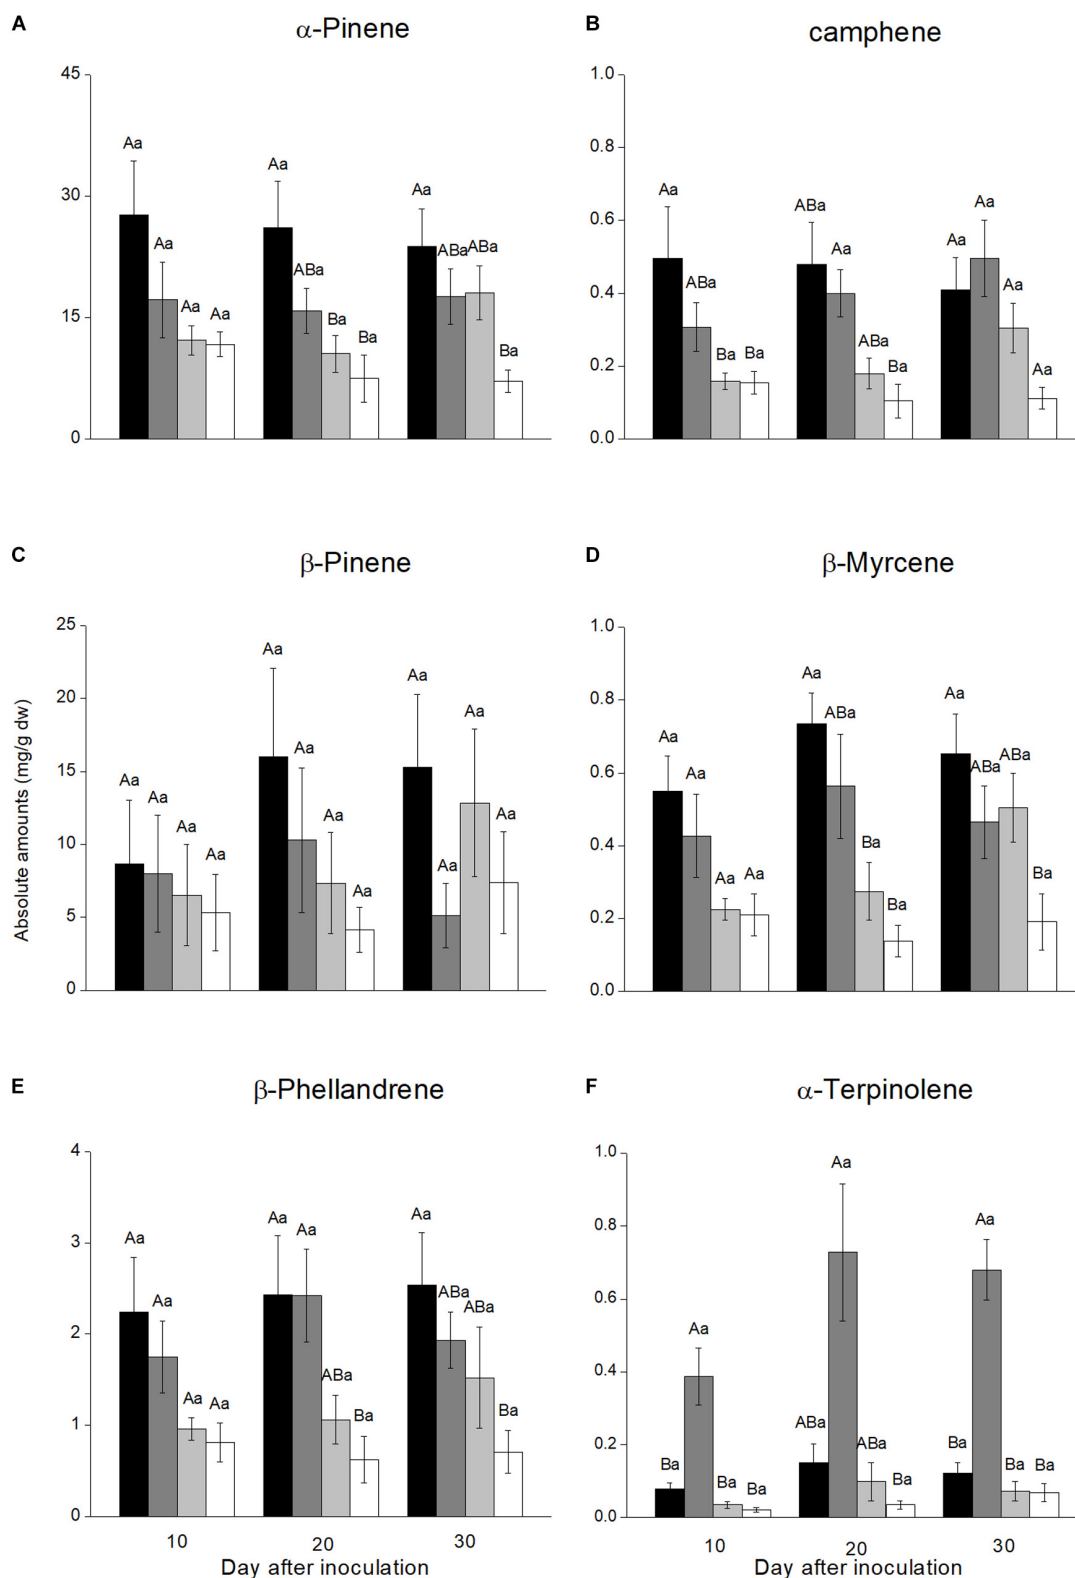 A
α-Pinene
45
30
15
0
Aa
Aa
Aa
Aa
Aa
ABa
Ba
Ba
Aa
ABa
ABa
Ba
B
camphene
1.0
0.8
0.6
0.4
0.2
0.0
Aa
ABa
Ba
Ba
ABa
Aa
ABa
Ba
Aa
Aa
Aa
Aa
C
β-Pinene
Absolute amounts (mg/g dw)
25
20
15
10
5
0
Aa
Aa
Aa
Aa
Aa
Aa
Aa
Aa
Aa
Aa
Aa
Aa
D
β-Myrcene
1.0
0.8
0.6
0.4
0.2
0.0
Aa
Aa
Aa
Aa
Aa
ABa
Ba
Ba
Aa
ABa
ABa
Ba
E
β-Phellandrene
4
3
2
1
0
Aa
Aa
Aa
Aa
Aa
Aa
ABa
Ba
Aa
ABa
ABa
Ba
10 20 30
Day after inoculation
F
α-Terpinolene
1.0
0.8
0.6
0.4
0.2
0.0
Ba
Aa
Ba
Ba
ABa
Aa
ABa
Ba
Ba
Aa
Ba
Ba
10 20 30
Day after inoculation